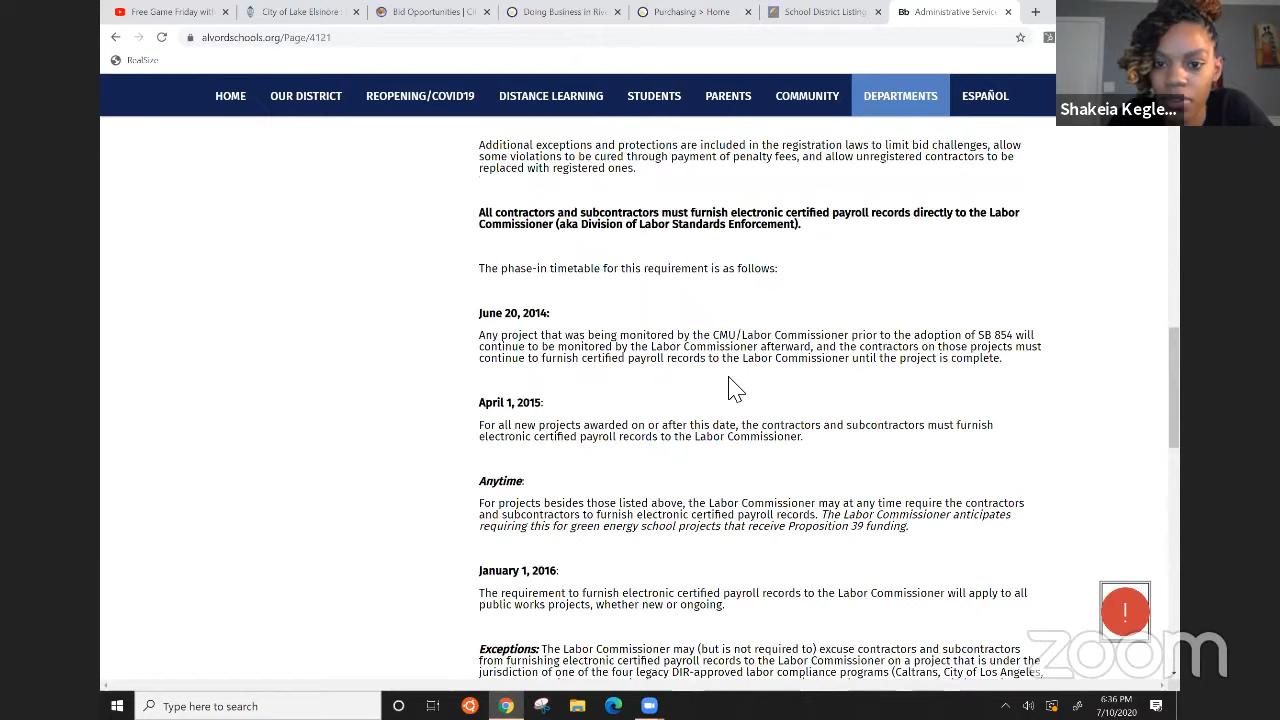 Free Game Friday with
City of Lake Elsinore
Bid Opportunities | Cit
Doing Business in Rive
Purchasing > Home
School District Listing
Bb Administrative Service
alvordschools.org/Page/4121
RealSize
HOME OUR DISTRICT REOPENING/COVID19 DISTANCE LEARNING STUDENTS PARENTS COMMUNITY DEPARTMENTS ESPAÑOL
Shakeia Kegle...
Additional exceptions and protections are included in the registration laws to limit bid challenges, allow
some violations to be cured through payment of penalty fees, and allow unregistered contractors to be
replaced with registered ones.
All contractors and subcontractors must furnish electronic certified payroll records directly to the Labor
Commissioner (aka Division of Labor Standards Enforcement).
The phase-in timetable for this requirement is as follows:
June 20, 2014:
Any project that was being monitored by the CMU/Labor Commissioner prior to the adoption of SB 854 will
continue to be monitored by the Labor Commissioner afterward, and the contractors on those projects must
continue to furnish certified payroll records to the Labor Commissioner until the project is complete.
April 1, 2015:
For all new projects awarded on or after this date, the contractors and subcontractors must furnish
electronic certified payroll records to the Labor Commissioner.
Anytime:
For projects besides those listed above, the Labor Commissioner may at any time require the contractors
and subcontractors to furnish electronic certified payroll records. The Labor Commissioner anticipates
requiring this for green energy school projects that receive Proposition 39 funding.
January 1, 2016:
The requirement to furnish electronic certified payroll records to the Labor Commissioner will apply to all
public works projects, whether new or ongoing.
Exceptions: The Labor Commissioner may (but is not required to) excuse contractors and subcontractors
from furnishing electronic certified payroll records to the Labor Commissioner on a project that is under the
jurisdiction of one of the four legacy DIR-approved labor compliance programs (Caltrans, City of Los Angeles,
!
zoom
Type here to search
6:36 PM
7/10/2020